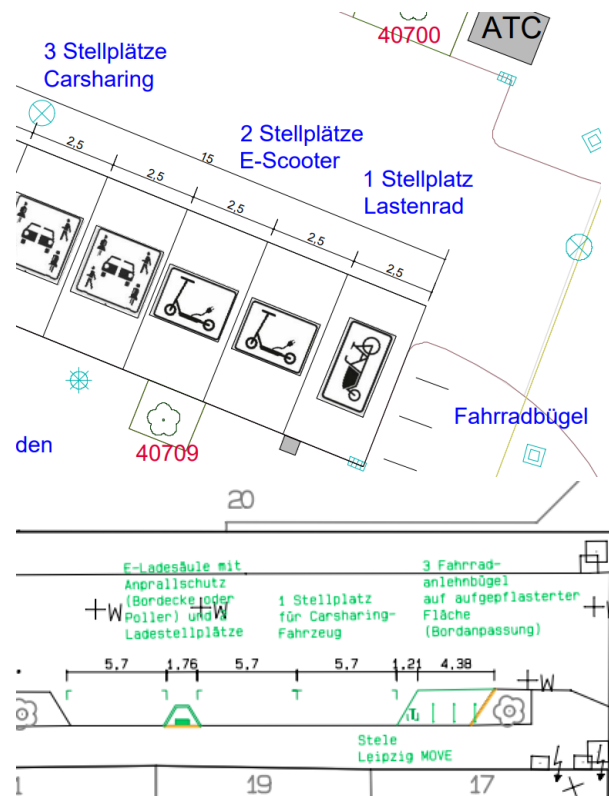 40700
ATC
3 Stellplätze
Carsharing
2,5
2,5
2,5
2,5
2,5
15
2 Stellplätze
E-Scooter
1 Stellplatz
Lastenrad
Fahrradbügel
den
40709
20
E-Ladesäule mit
Anprallschutz
(Bordecke oder
Poller) und
Ladestellplätze
1 Stellplatz
für Carsharing-
Fahrzeug
3 Fahrrad-
anlehnbügel
auf aufgepflasterter
Fläche
(Bordanpassung)
+W
+W
+W
+W
5.7
1.76
5.7
5.7
1.21
4.38
Stele
Leipzig MOVE
1
19
17